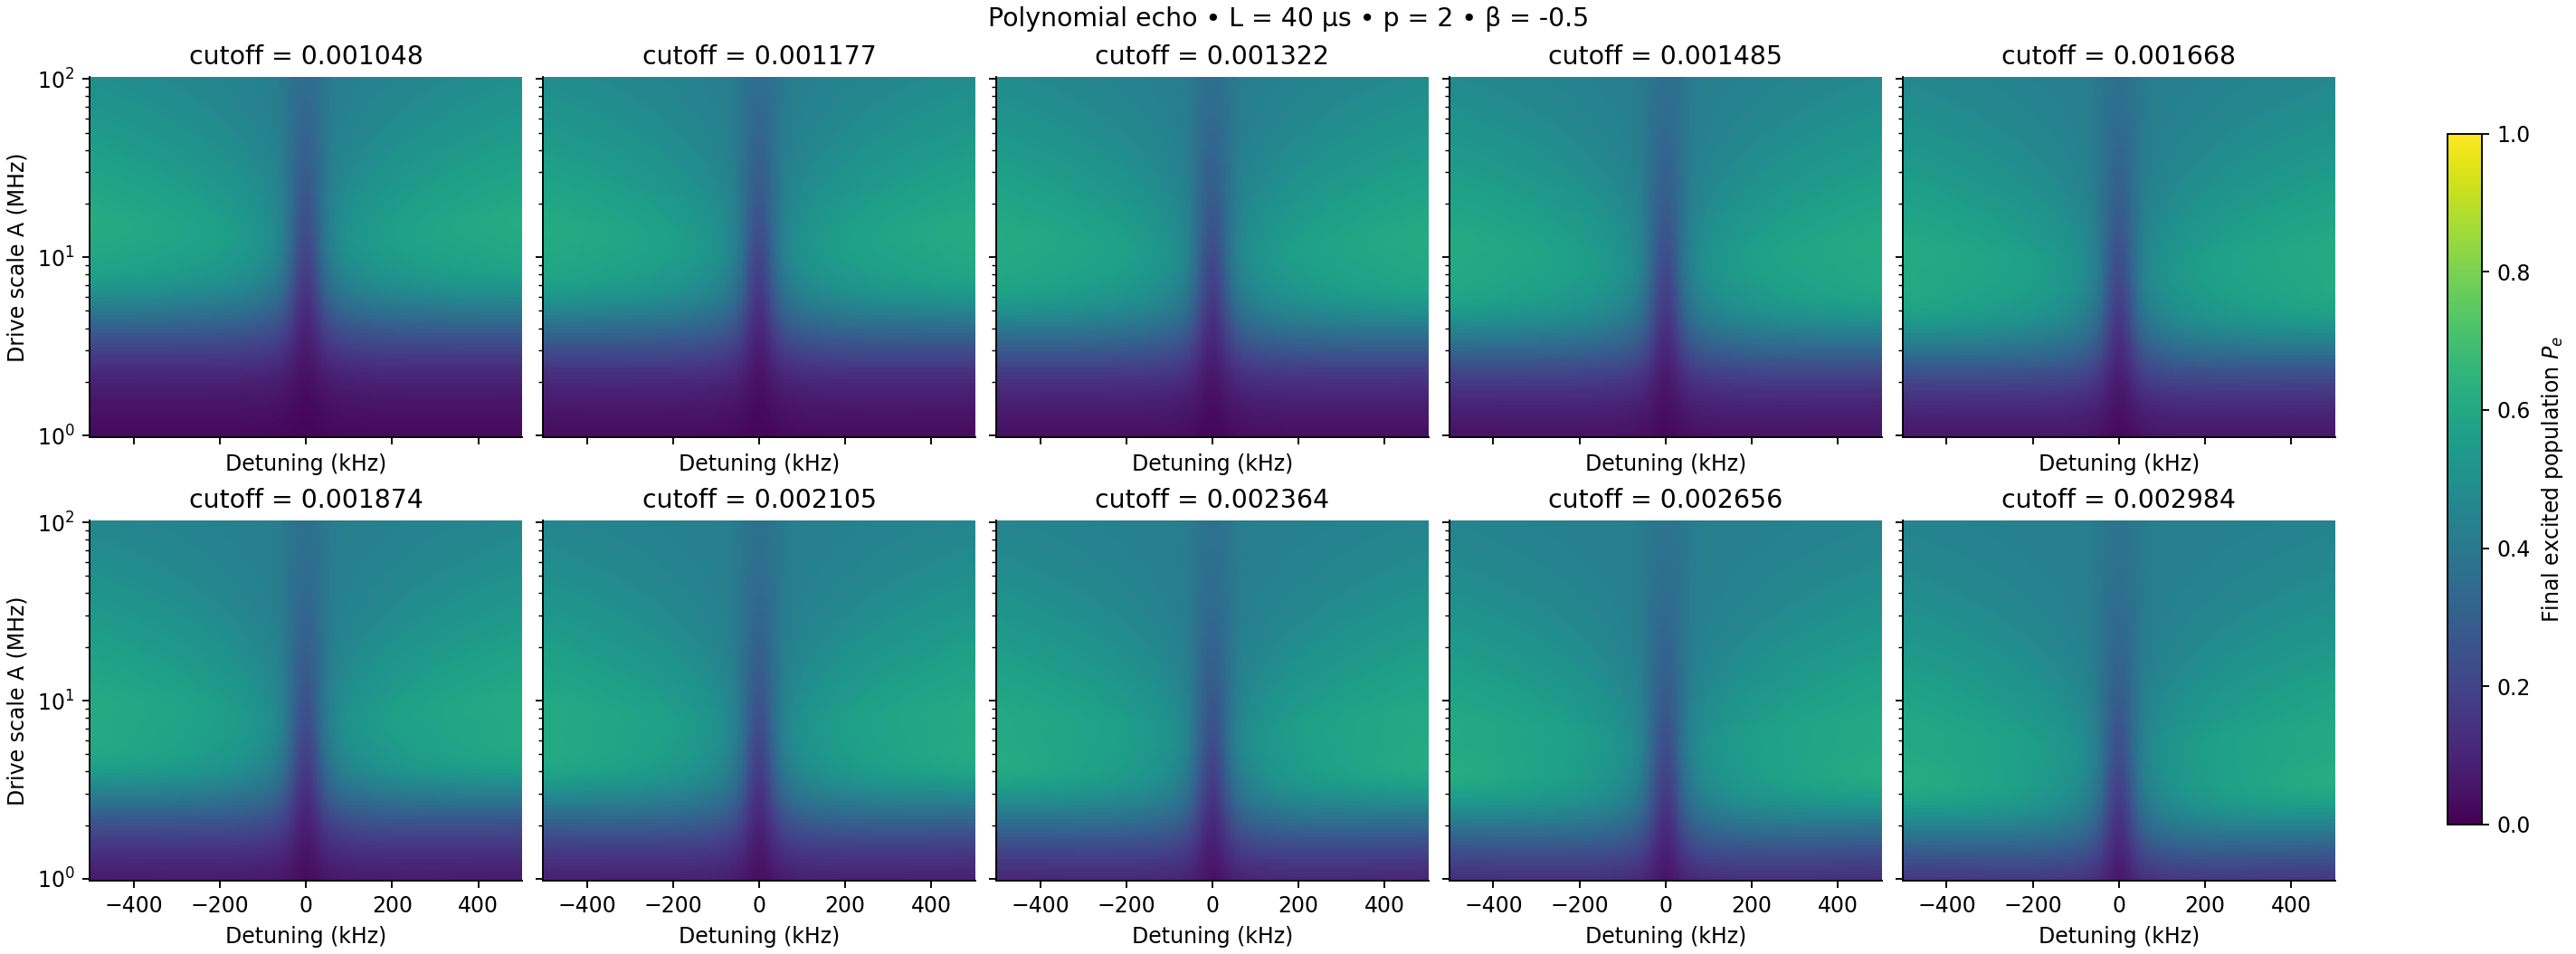 Polynomial echo • L = 40 μs • p = 2 • β = -0.5
cutoff = 0.001048
cutoff = 0.001177
cutoff = 0.001322
cutoff = 0.001485
cutoff = 0.001668
Drive scale A (MHz)
10²
10¹
10⁰
Detuning (kHz)
Detuning (kHz)
Detuning (kHz)
Detuning (kHz)
Detuning (kHz)
cutoff = 0.001874
cutoff = 0.002105
cutoff = 0.002364
cutoff = 0.002656
cutoff = 0.002984
Drive scale A (MHz)
10²
10¹
10⁰
−400 −200 0 200 400
−400 −200 0 200 400
−400 −200 0 200 400
−400 −200 0 200 400
−400 −200 0 200 400
Detuning (kHz)
Detuning (kHz)
Detuning (kHz)
Detuning (kHz)
Detuning (kHz)
1.0
0.8
0.6
0.4
0.2
0.0
Final excited population Pₑ